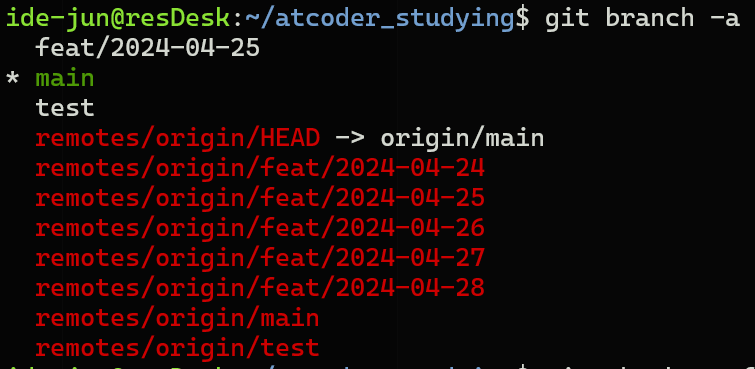 ide-jun@resDesk:~/atcoder_studying$ git branch -a
feat/2024-04-25
* main
test
remotes/origin/HEAD -> origin/main
remotes/origin/feat/2024-04-24
remotes/origin/feat/2024-04-25
remotes/origin/feat/2024-04-26
remotes/origin/feat/2024-04-27
remotes/origin/feat/2024-04-28
remotes/origin/main
remotes/origin/test